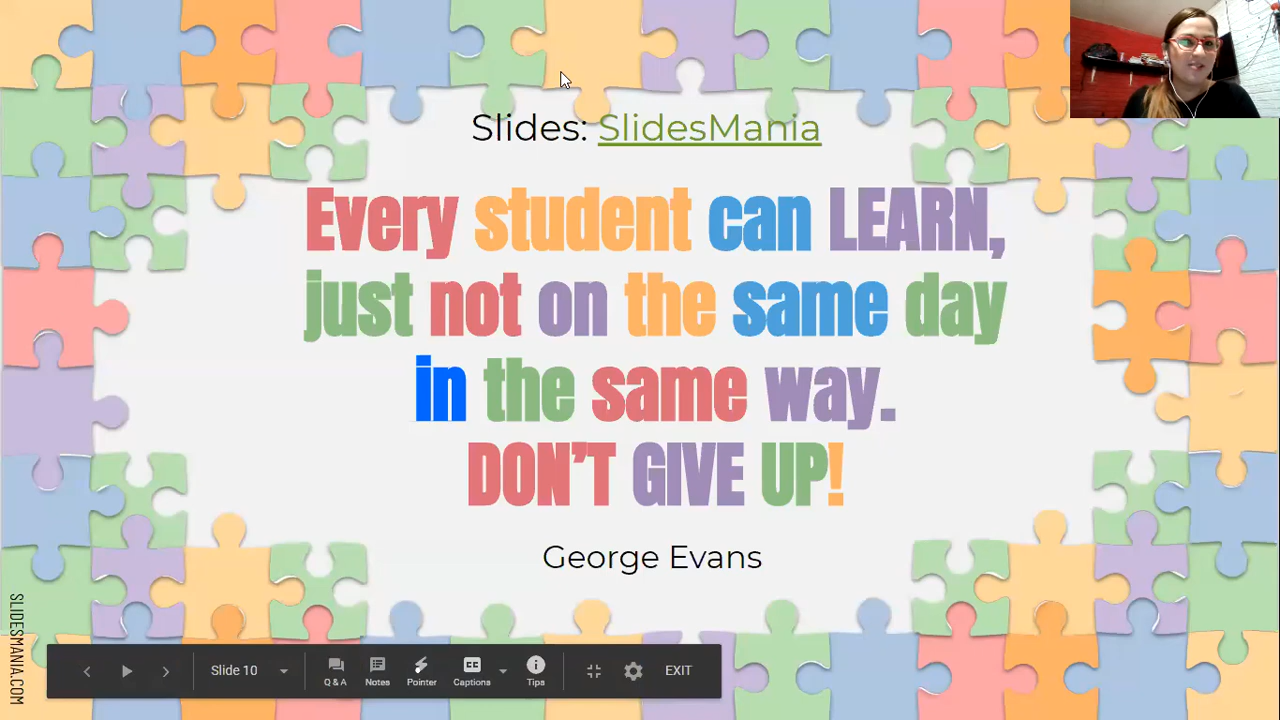 Slides: SlidesMania
Every student can LEARN,
just not on the same day
in the same way.
DON’T GIVE UP!
George Evans
SLIDESMANIA.COM
Slide 10
Q & A
Notes
Pointer
CC
Captions
Tips
EXIT